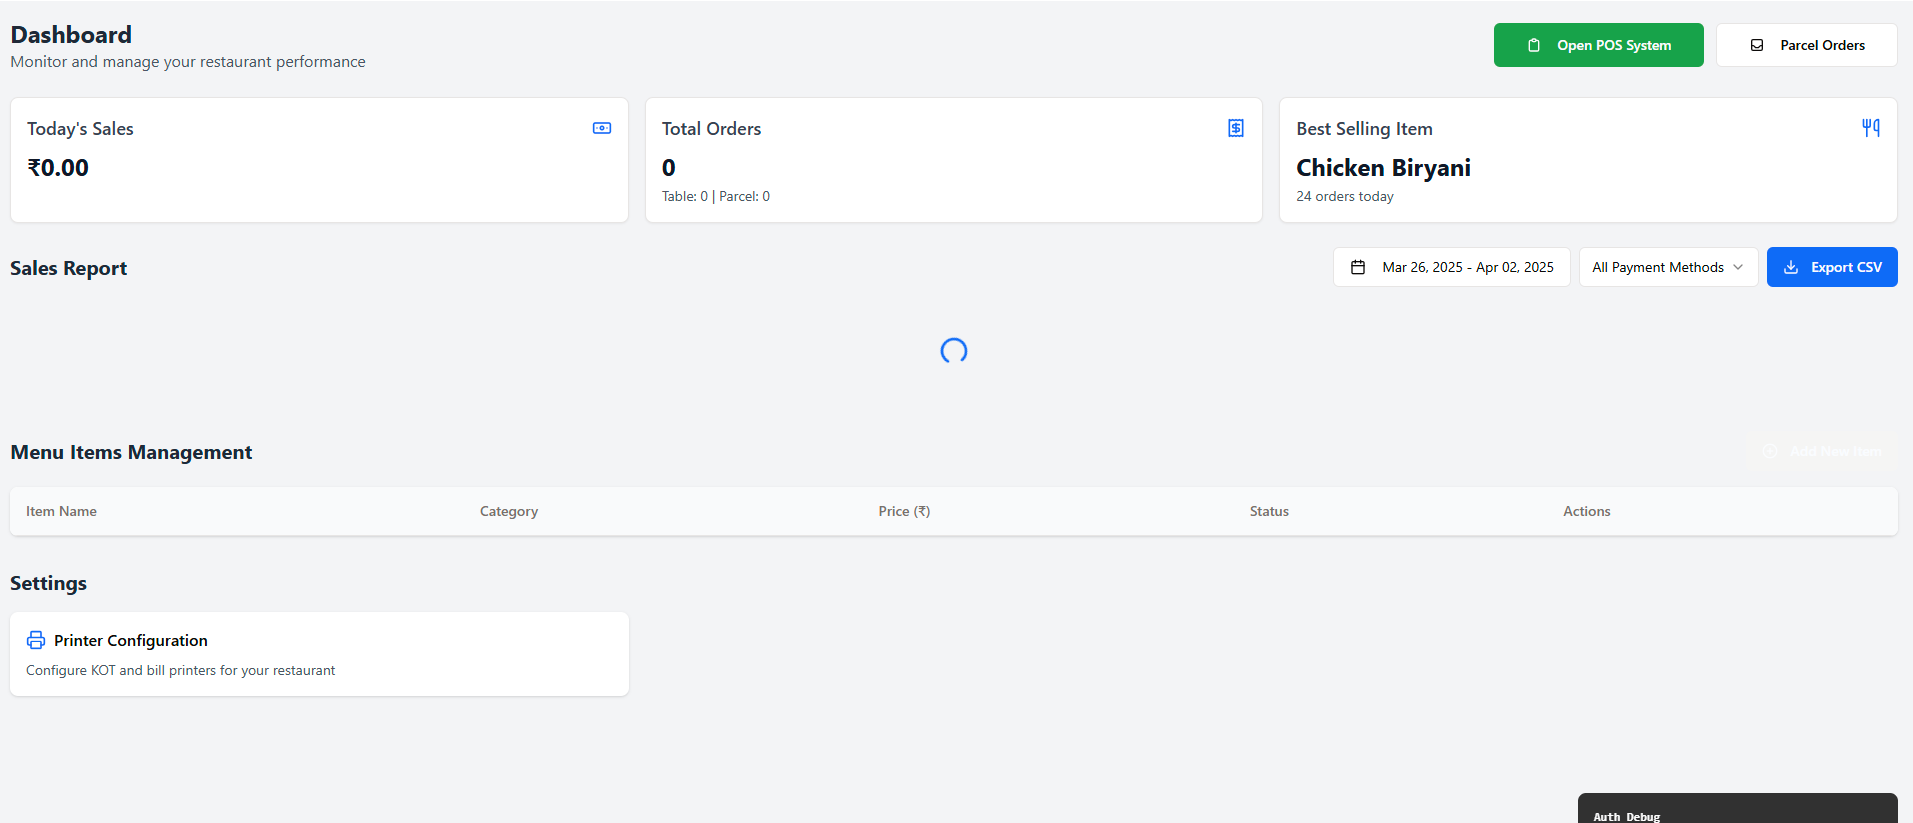 Dashboard
Monitor and manage your restaurant performance
Open POS System
Parcel Orders
Today's Sales
₹0.00
Total Orders
0
Table: 0 | Parcel: 0
Best Selling Item
Chicken Biryani
24 orders today
Sales Report
Mar 26, 2025 - Apr 02, 2025
All Payment Methods
Export CSV
Menu Items Management
Add New Item
Item Name Category Price (₹) Status Actions
Settings
Printer Configuration
Configure KOT and bill printers for your restaurant
Auth Debug